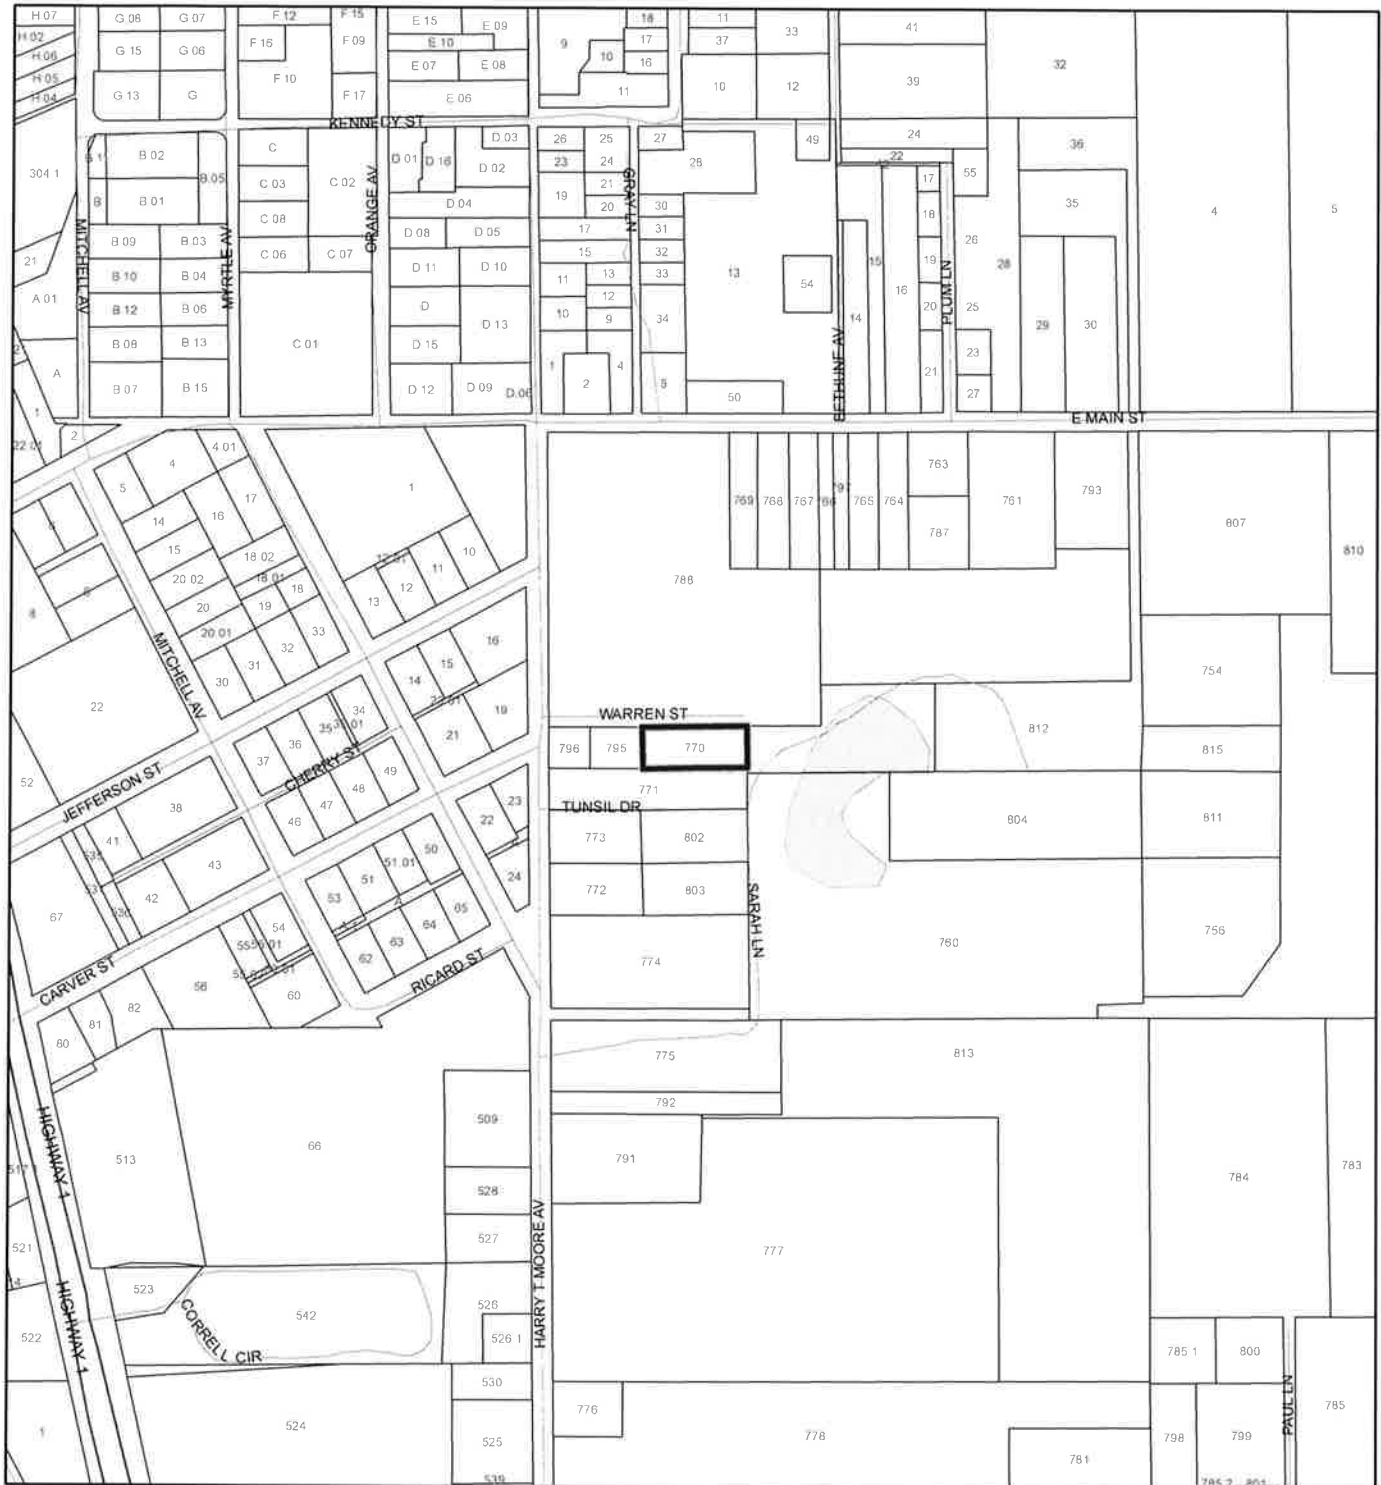 H 07
G 08
G 07
F 12
F 15
E 15
E 09
18
11
33
41
H 02
G 15
G 06
F 16
F 09
E 10
9
17
37
32
H 06
10
16
39
H 05
F 10
E 07
E 08
10
12
H 04
G 13
G
F 17
E 06
11
KENNEDY ST
24
B 02
C
D 01
D 16
D 03
26
25
27
49
36
22
304 1
B.05
C 03
C 02
D 02
23
24
28
17
55
35
B
B 01
19
21
C 08
D 04
20
30
18
4
5
B 09
B 03
D 08
D 05
17
31
26
21
C 06
C 07
15
32
19
28
B 10
B 04
D 11
D 10
11
13
33
13
54
15
16
A 01
B 12
B 06
D
D 13
10
12
34
14
20
25
29
30
9
B 08
B 13
C 01
D 15
A
1
2
4
23
B 07
B 15
D 12
D 09
D.06
50
21
27
MITCHELL AV
MYRTLE AV
ORANGE AV
GRAY LN
BETHUNE AV
PLUM LN
E MAIN ST
1
2
22 01
4
4 01
1
769
768
767
765
764
763
761
793
807
810
787
5
17
14
16
15
10
788
18 02
11
20 02
18 01
12
20
19
18
13
20 01
33
32
16
31
15
30
14
754
MITCHELL AV
22
34
19
WARREN ST
812
36
21
796
795
770
815
37
CHERRY ST
49
771
52
JEFFERSON ST
38
48
23
TUNSIL DR
804
811
41
47
22
773
802
46
43
50
51.01
24
772
803
42
51
53
SARAH LN
67
54
65
756
64
760
774
63
CARVER ST
56
62
RICARD ST
60
82
81
80
775
813
792
HIGHWAY 1
513
66
509
791
784
783
528
HARRY T MOORE AV
521
527
777
523
CORRELL CIR
542
526
526 1
522
HIGHWAY 1
785 1
800
530
776
785
PAUL LN
1
524
525
778
781
798
799
539
785 2
801